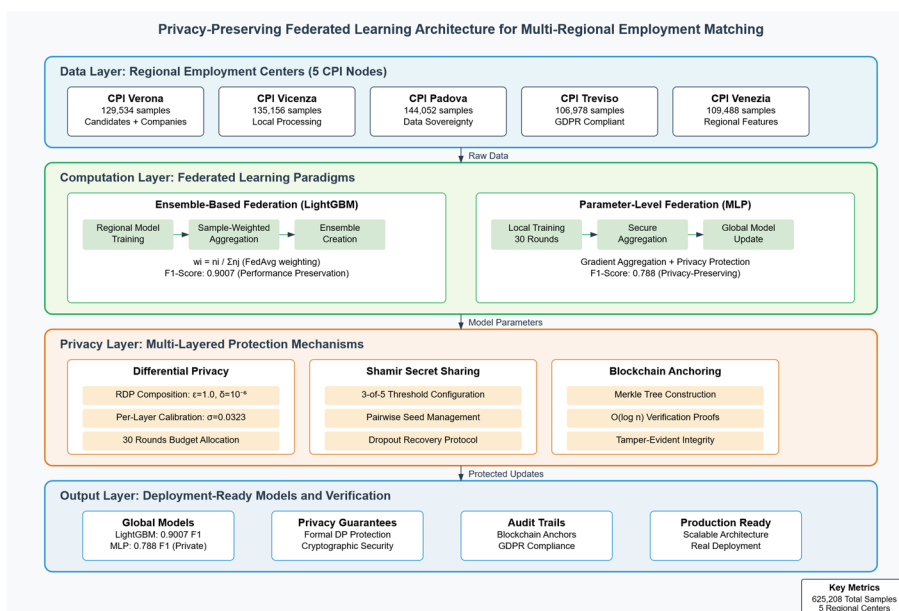 Privacy-Preserving Federated Learning Architecture for Multi-Regional Employment Matching
Data Layer: Regional Employment Centers (5 CPI Nodes)
CPI Verona
129,534 samples
Candidates + Companies
CPI Vicenza
135,156 samples
Local Processing
CPI Padova
144,052 samples
Data Sovereignty
CPI Treviso
106,978 samples
GDPR Compliant
CPI Venezia
109,488 samples
Regional Features
Raw Data
Computation Layer: Federated Learning Paradigms
Ensemble-Based Federation (LightGBM)
Regional Model
Training
Sample-Weighted
Aggregation
Ensemble
Creation
wi = ni / Σnj (FedAvg weighting)
F1-Score: 0.9007 (Performance Preservation)
Parameter-Level Federation (MLP)
Local Training
30 Rounds
Secure
Aggregation
Global Model
Update
Gradient Aggregation + Privacy Protection
F1-Score: 0.788 (Privacy-Preserving)
Model Parameters
Privacy Layer: Multi-Layered Protection Mechanisms
Differential Privacy
RDP Composition: ε=1.0, δ=10⁻⁶
Per-Layer Calibration: σ=0.0323
30 Rounds Budget Allocation
Shamir Secret Sharing
3-of-5 Threshold Configuration
Pairwise Seed Management
Dropout Recovery Protocol
Blockchain Anchoring
Merkle Tree Construction
O(log n) Verification Proofs
Tamper-Evident Integrity
Protected Updates
Output Layer: Deployment-Ready Models and Verification
Global Models
LightGBM: 0.9007 F1
MLP: 0.788 F1 (Private)
Privacy Guarantees
Formal DP Protection
Cryptographic Security
Audit Trails
Blockchain Anchors
GDPR Compliance
Production Ready
Scalable Architecture
Real Deployment
Key Metrics
625,208 Total Samples
5 Regional Centers